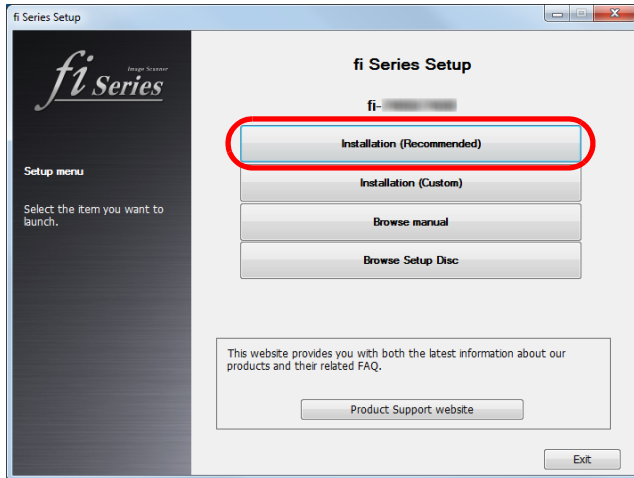 fi Series Setup
fi Series
Image Scanner
Setup menu
Select the item you want to
launch.
fi Series Setup
fi-
Installation (Recommended)
Installation (Custom)
Browse manual
Browse Setup Disc
This website provides you with both the latest information about our
products and their related FAQ.
Product Support website
Exit